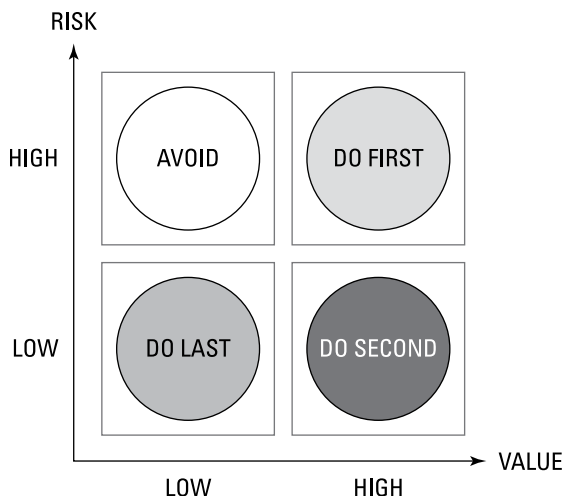 RISK
HIGH
AVOID
DO FIRST
LOW
DO LAST
DO SECOND
VALUE
LOW
HIGH